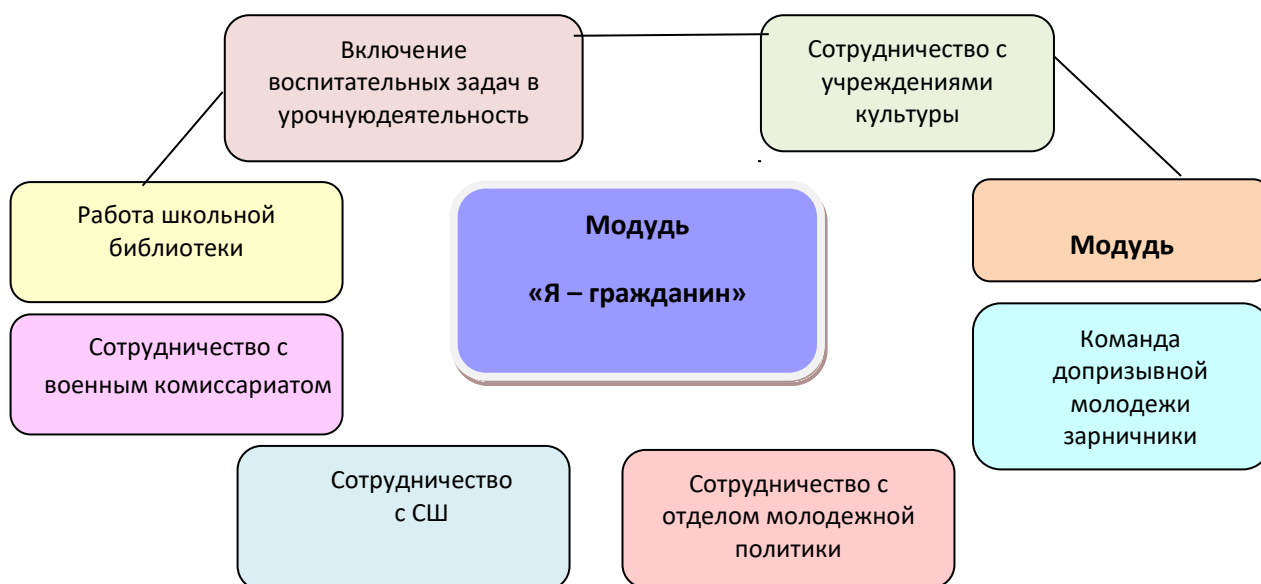 Включение
воспитательных задач в
урочнуюдеятельность
Сотрудничество с
учреждениями
культуры
Работа школьной
библиотеки
Модудь
«Я – гражданин»
Модудь
Сотрудничество с
военным комиссариатом
Команда
допризывной
молодежи
зарничники
Сотрудничество
с СШ
Сотрудничество с
отделом молодежной
политики